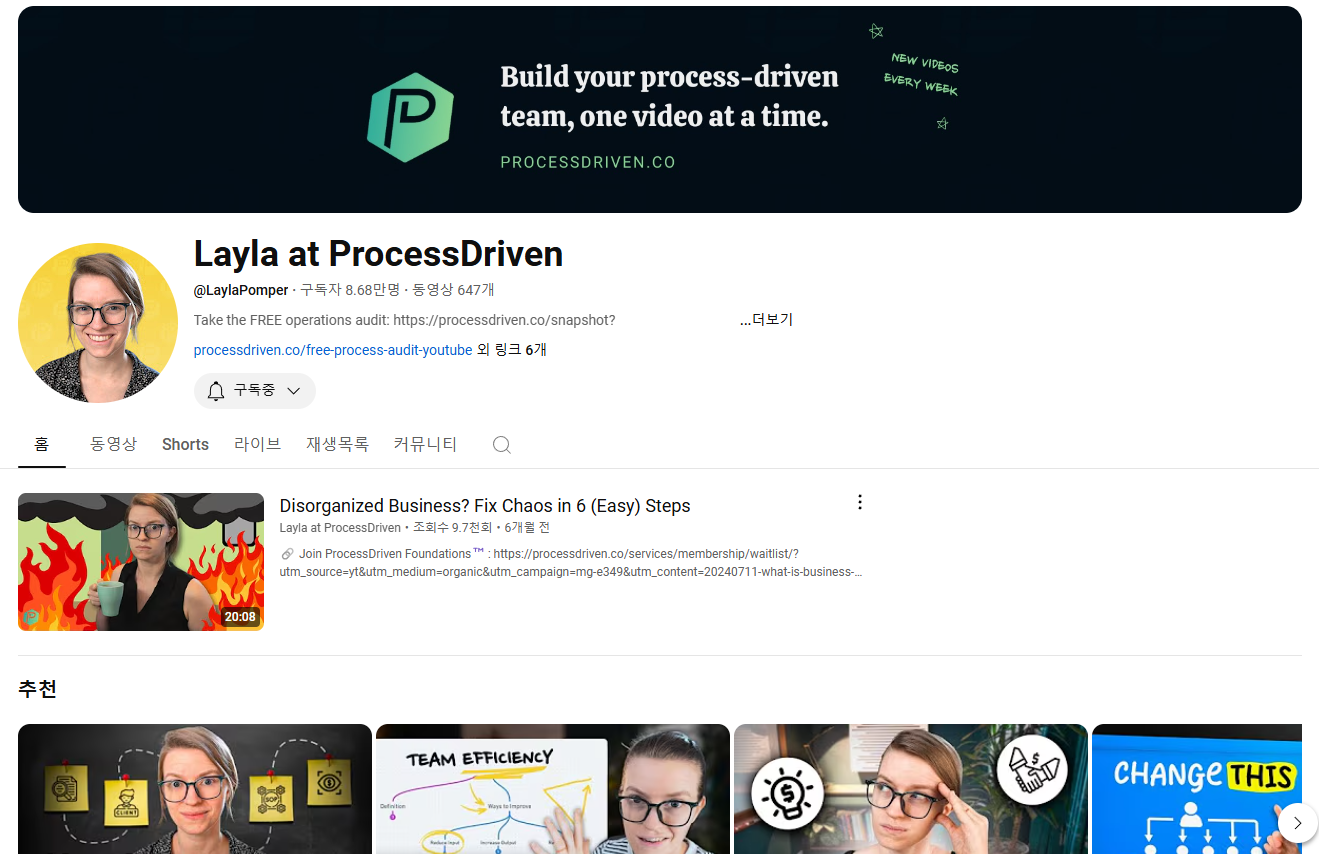 Build your process-driven
team, one video at a time.
PROCESSDRIVEN.CO
NEW VIDEOS
EVERY WEEK
Layla at ProcessDriven
@LaylaPomper · 구독자 8.68만명 · 동영상 647개
Take the FREE operations audit: https://processdriven.co/snapshot? ...더보기
processdriven.co/free-process-audit-youtube 외 링크 6개
구독중
홈 동영상 Shorts 라이브 재생목록 커뮤니티
Disorganized Business? Fix Chaos in 6 (Easy) Steps
Layla at ProcessDriven • 조회수 9.7천회 • 6개월 전
🔗 Join ProcessDriven Foundations™ : https://processdriven.co/services/membership/waitlist/?
utm_source=yt&utm_medium=organic&utm_campaign=mg-e349&utm_content=20240711-what-is-business-...
20:08
추천
CLIENT
SOP
TEAM EFFICIENCY
Definition
Ways to Improve
Reduce Input
Increase Output
CHANGE THIS